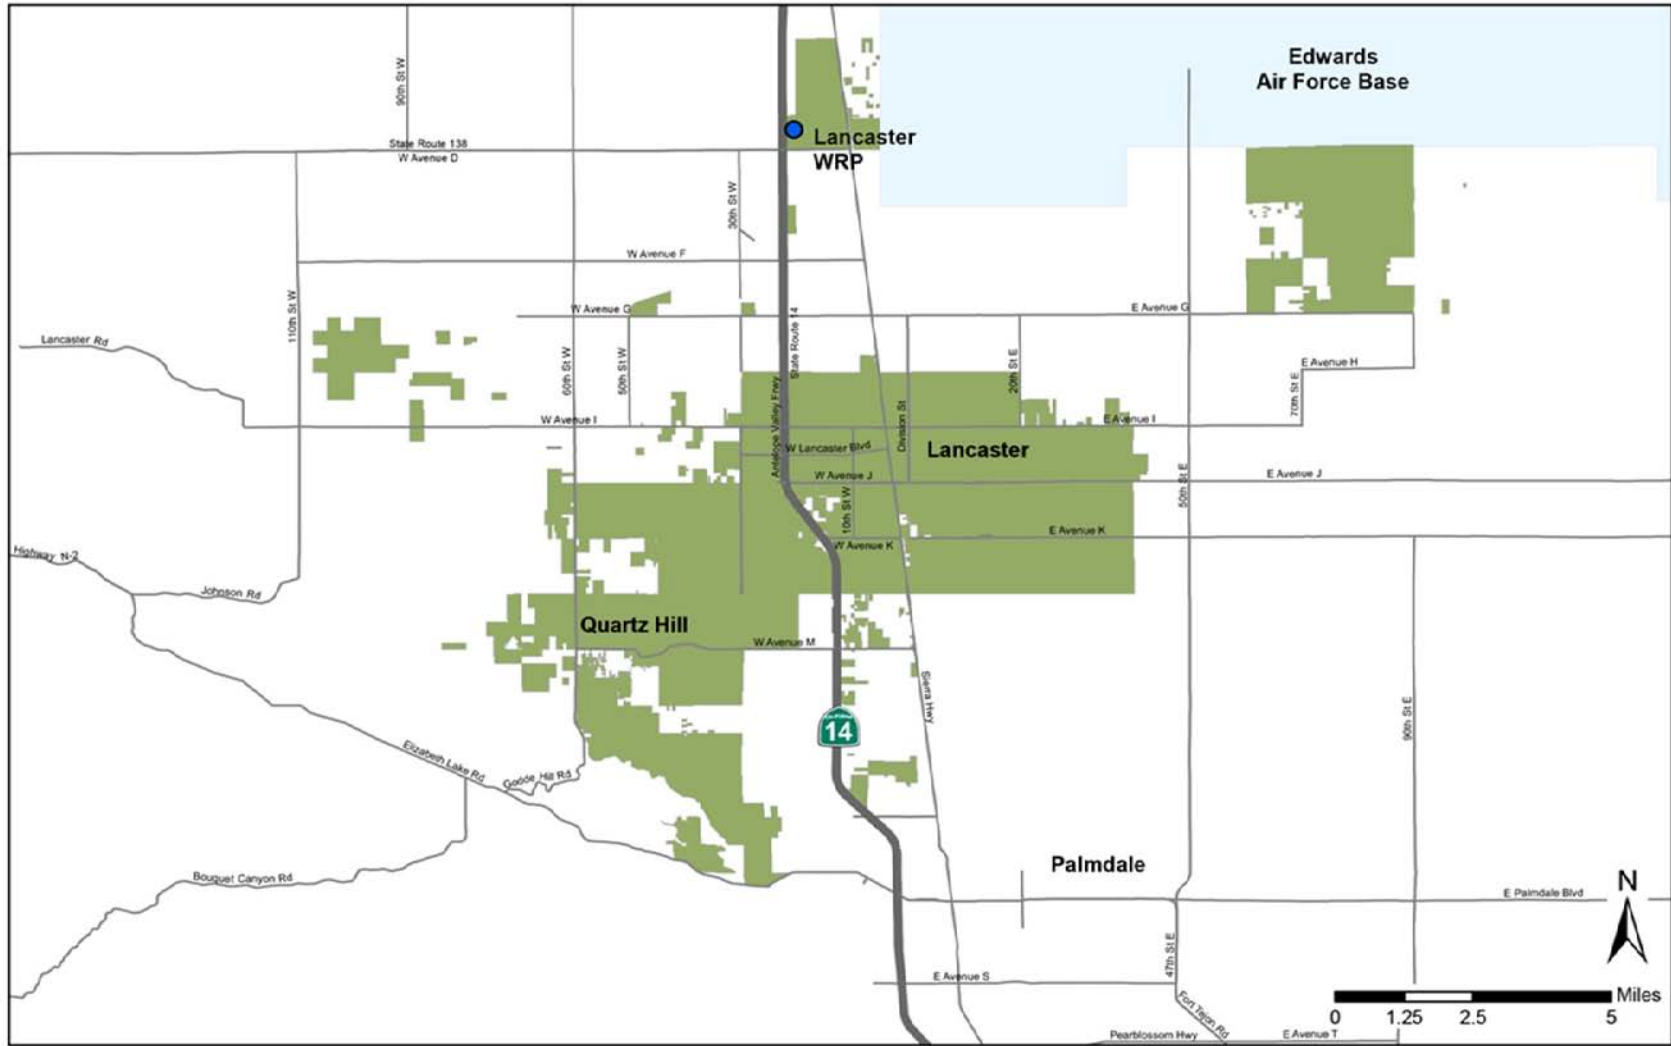 Edwards
Air Force Base
90th St W
State Route 138
W Avenue D
Lancaster
WRP
30th St W
W Avenue F
110th St W
W Avenue G
State Route 14
E Avenue G
Lancaster Rd
60th St W
50th St W
20th St E
E Avenue H
70th St E
Antelope Valley Frwy
Division St
W Avenue I
E Avenue I
W Lancaster Blvd
Lancaster
W Avenue J
E Avenue J
50th St E
10th St W
E Avenue K
W Avenue K
Highway N-2
Johnson Rd
Quartz Hill
W Avenue M
Sierra Hwy
14
90th St E
Elizabeth Lake Rd
Godde Hill Rd
Palmdale
Bouquet Canyon Rd
E Palmdale Blvd
N
47th St E
E Avenue S
Fort Tejon Rd
Miles
0 1.25 2.5 5
Pearblossom Hwy
E Avenue T